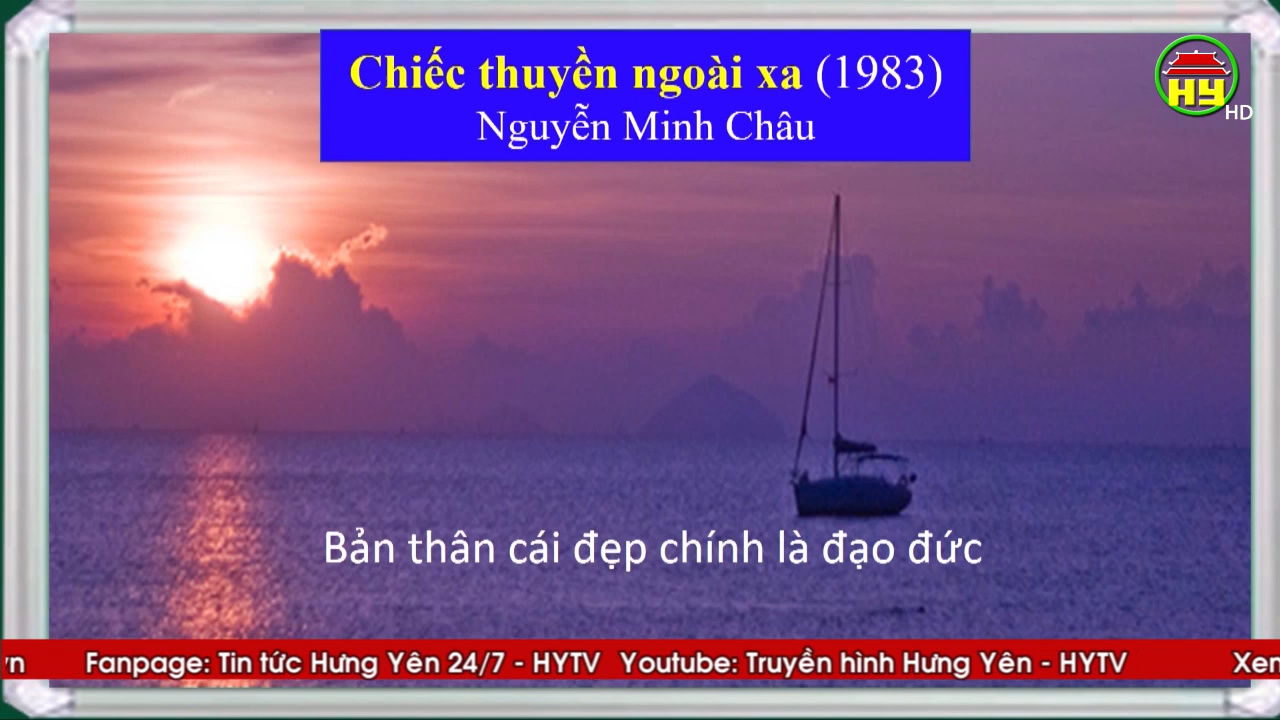 Chiếc thuyền ngoài xa (1983)
Nguyễn Minh Châu
HY
HD
Bản thân cái đẹp chính là đạo đức
Fanpage: Tin tức Hưng Yên 24/7 - HYTV Youtube: Truyền hình Hưng Yên - HYTV